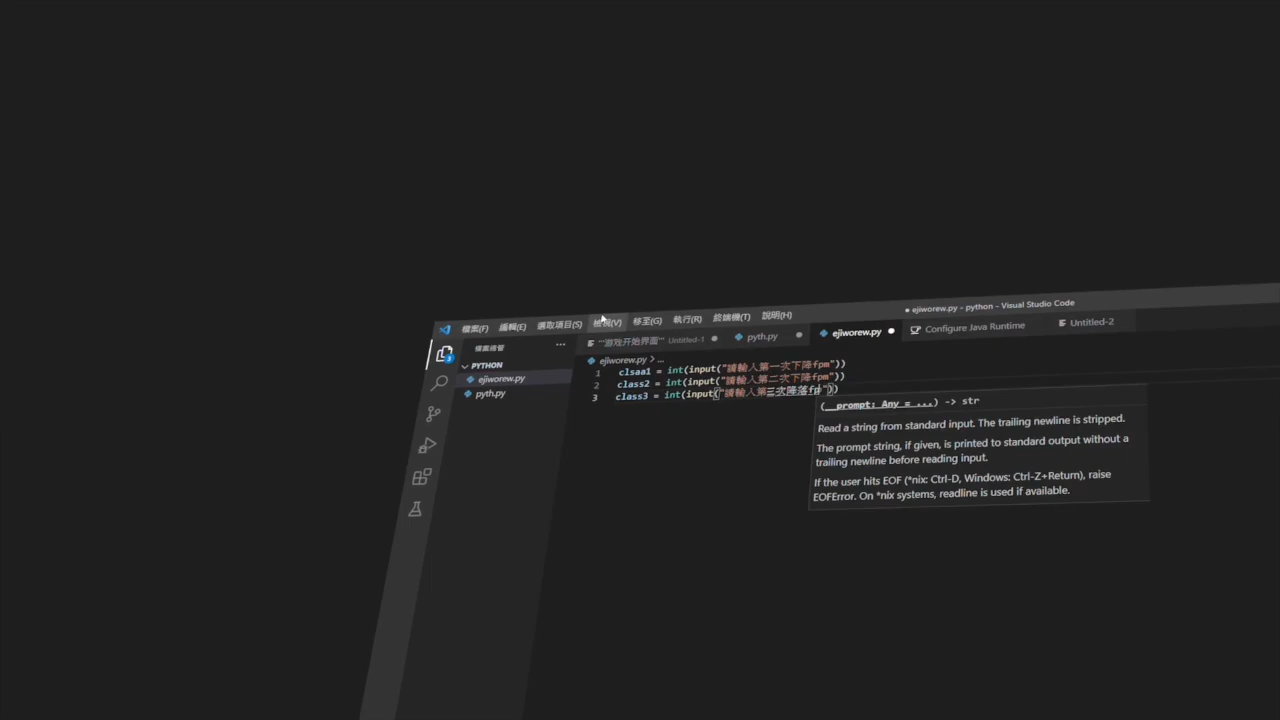 檔案(F) 編輯(E) 選取項目(S) 檢視(V) 移至(G) 執行(R) 終端機(T) 說明(H)
● ejiworew.py - python - Visual Studio Code
檔案總管
PYTHON
ejiworew.py
pyth.py
3
"'游戏开始界面'" Untitled-1
pyth.py
ejiworew.py
Configure Java Runtime
Untitled-2
ejiworew.py > ...
1 clsaa1 = int(input("請輸入第一次下降fpm"))
2 class2 = int(input("請輸入第二次下降fpm"))
3 class3 = int(input("請輸入第三次降落fp"))
(__prompt: Any = ...) -> str
Read a string from standard input. The trailing newline is stripped.
The prompt string, if given, is printed to standard output without a
trailing newline before reading input.
If the user hits EOF (*nix: Ctrl-D, Windows: Ctrl-Z+Return), raise
EOFError. On *nix systems, readline is used if available.